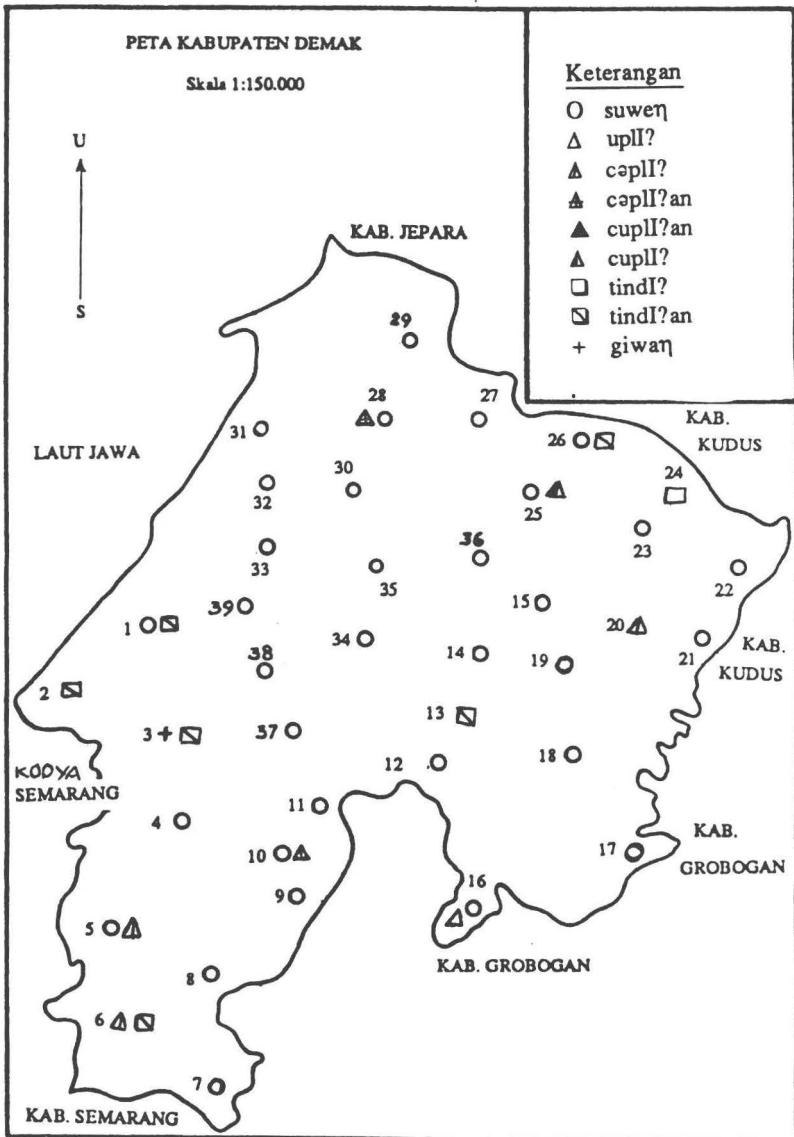 PETA KABUPATEN DEMAK
Skala 1:150.000
Keterangan
suweη
uplI?
cəplI?
cəplI?an
cuplI?an
cuplI?
tindI?
tindI?an
giwaη
U
S
KAB. JEPARA
29
28
27
31
26
KAB.
KUDUS
LAUT JAWA
30
24
32
25
23
36
33
35
22
39
15
1
34
14
20
21
KAB.
KUDUS
38
19
2
13
3
37
12
18
KODYA
SEMARANG
4
11
10
17
KAB.
GROBOGAN
9
16
5
KAB. GROBOGAN
8
6
7
KAB. SEMARANG